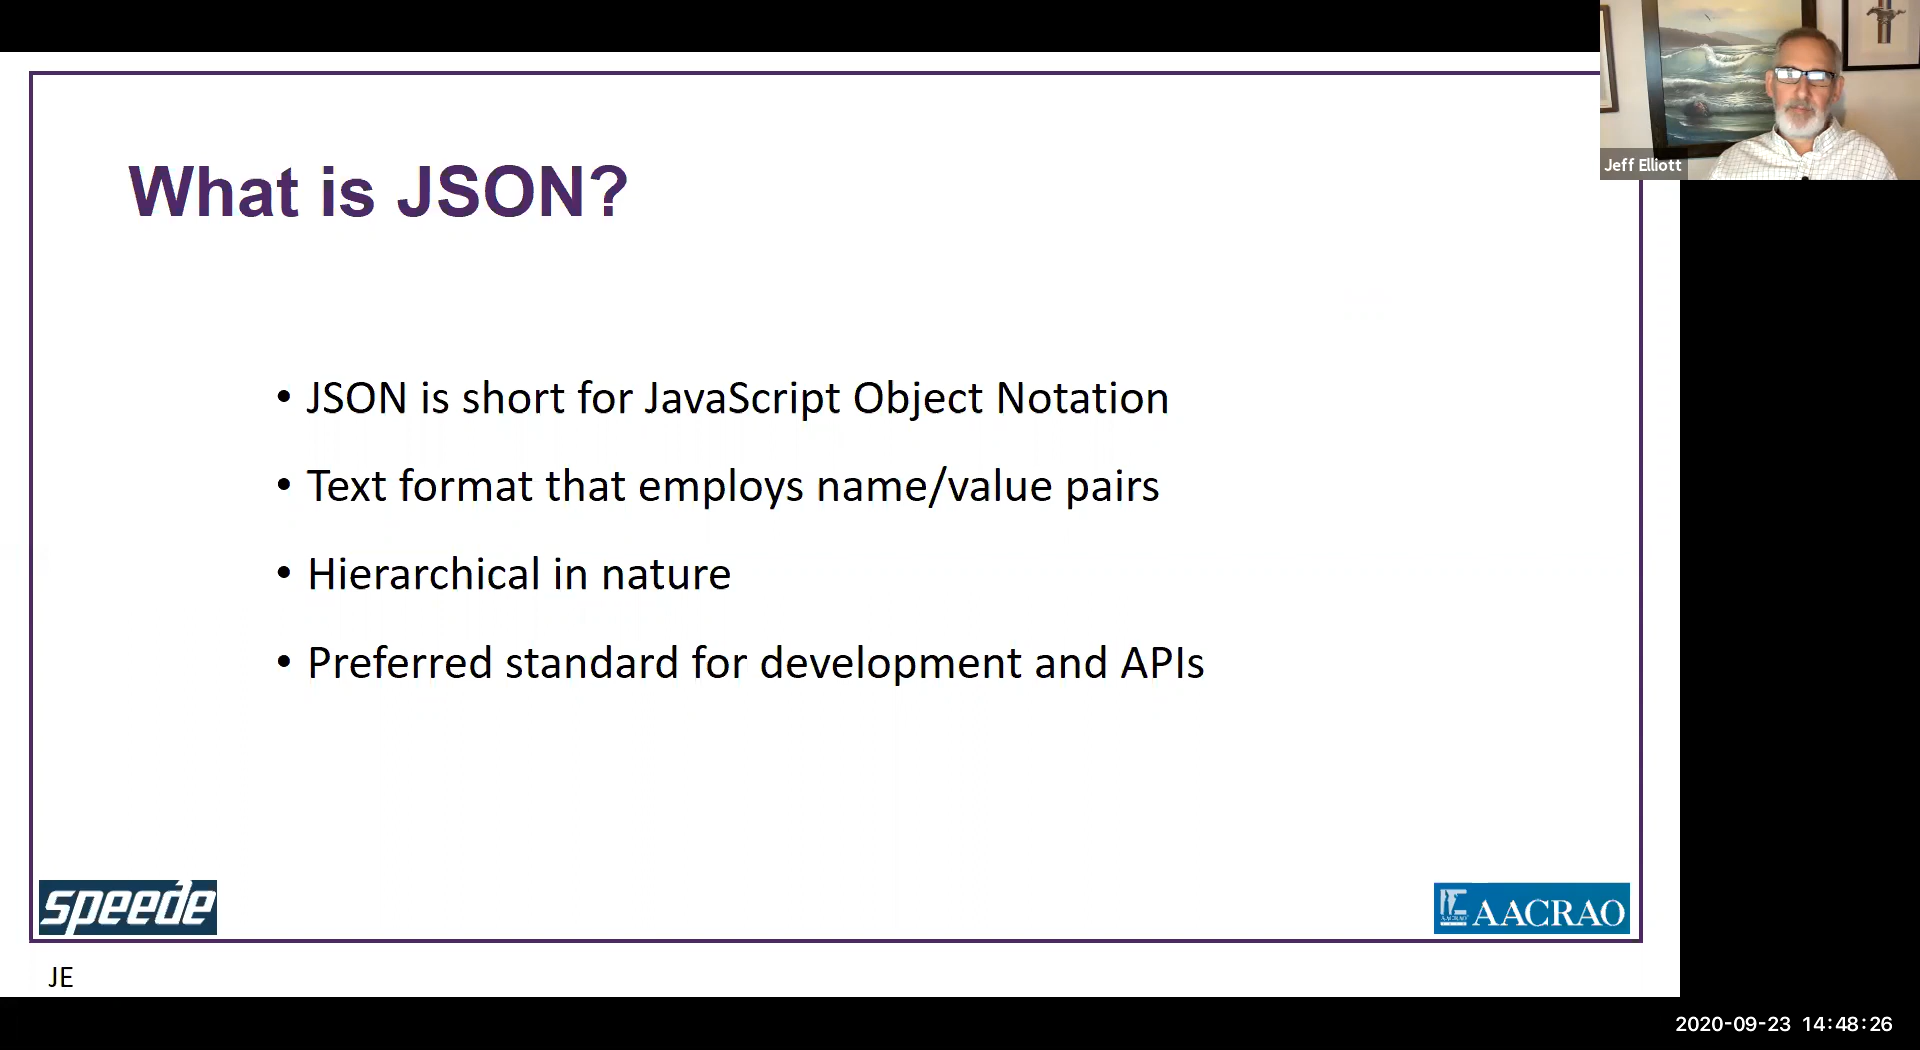 Jeff Elliott
What is JSON?
• JSON is short for JavaScript Object Notation
• Text format that employs name/value pairs
• Hierarchical in nature
• Preferred standard for development and APIs
speede
AACRAO
JE
2020-09-23 14:48:26